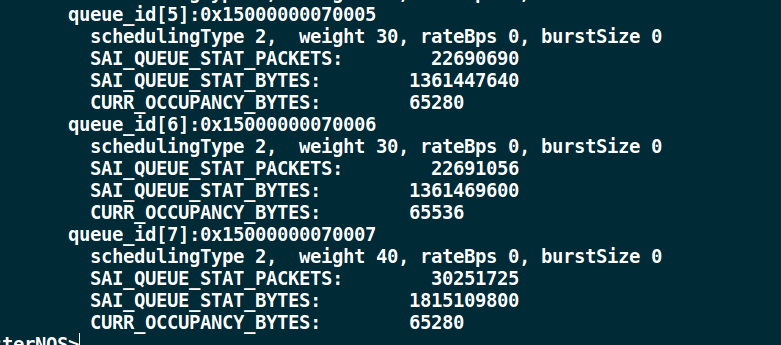 queue_id[5]:0x15000000070005
schedulingType 2,  weight 30, rateBps 0, burstSize 0
SAI_QUEUE_STAT_PACKETS:        22690690
SAI_QUEUE_STAT_BYTES:        1361447640
CURR_OCCUPANCY_BYTES:        65280
queue_id[6]:0x15000000070006
schedulingType 2,  weight 30, rateBps 0, burstSize 0
SAI_QUEUE_STAT_PACKETS:        22691056
SAI_QUEUE_STAT_BYTES:        1361469600
CURR_OCCUPANCY_BYTES:        65536
queue_id[7]:0x15000000070007
schedulingType 2,  weight 40, rateBps 0, burstSize 0
SAI_QUEUE_STAT_PACKETS:        30251725
SAI_QUEUE_STAT_BYTES:        1815109800
CURR_OCCUPANCY_BYTES:        65280
terNOS>